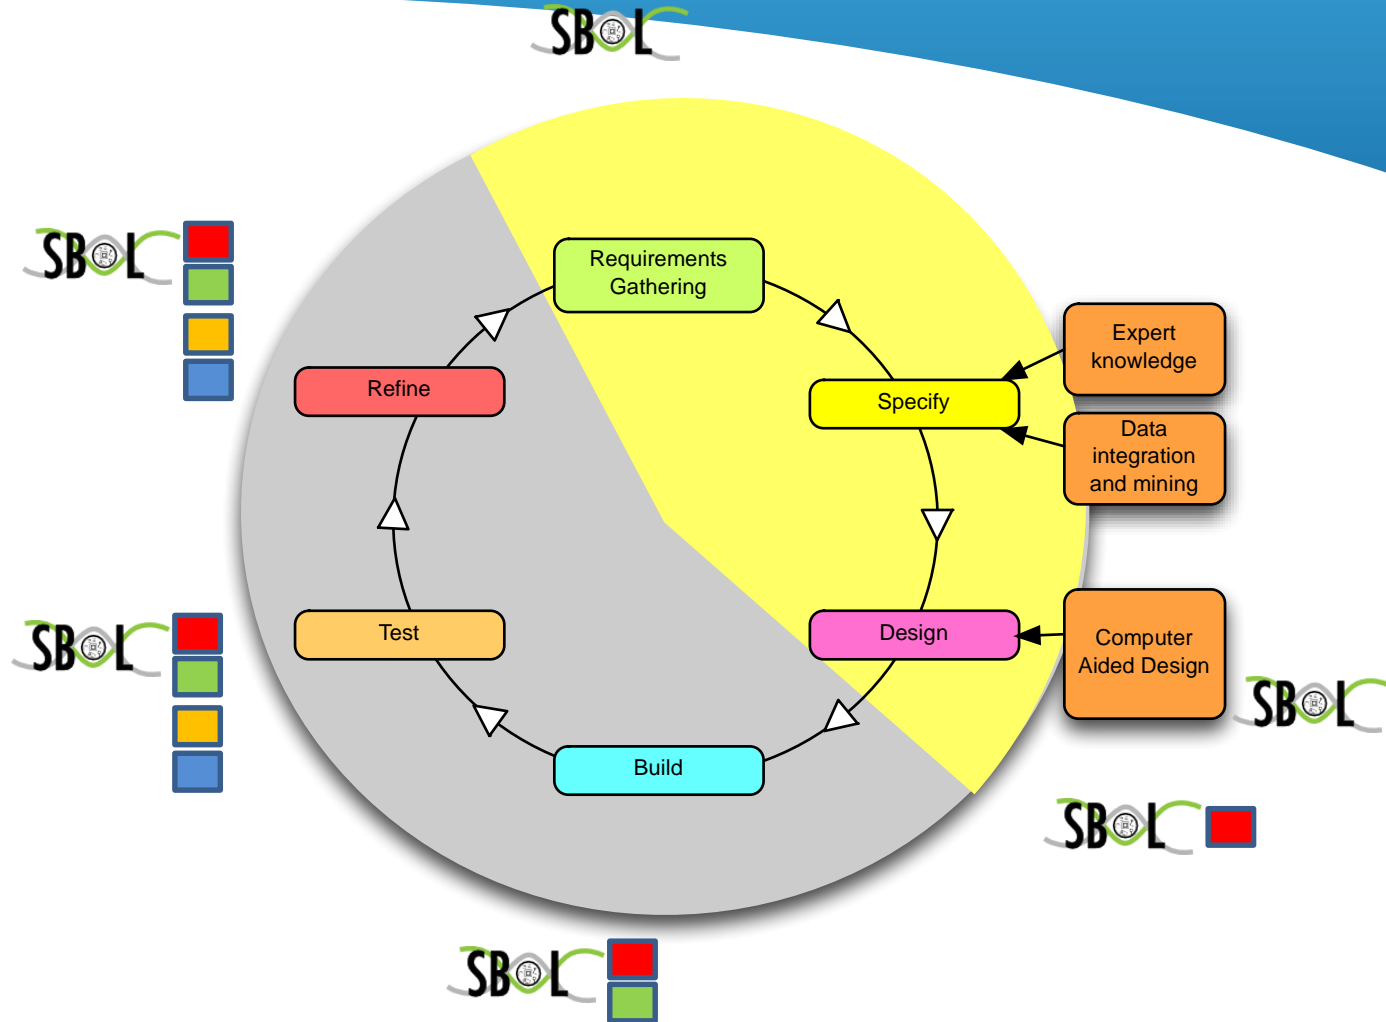 SBOL
SBOL
Requirements
Gathering
Expert
knowledge
Refine
Specify
Data
integration
and mining
SBOL
Test
Design
Computer
Aided Design
SBOL
Build
SBOL
SBOL